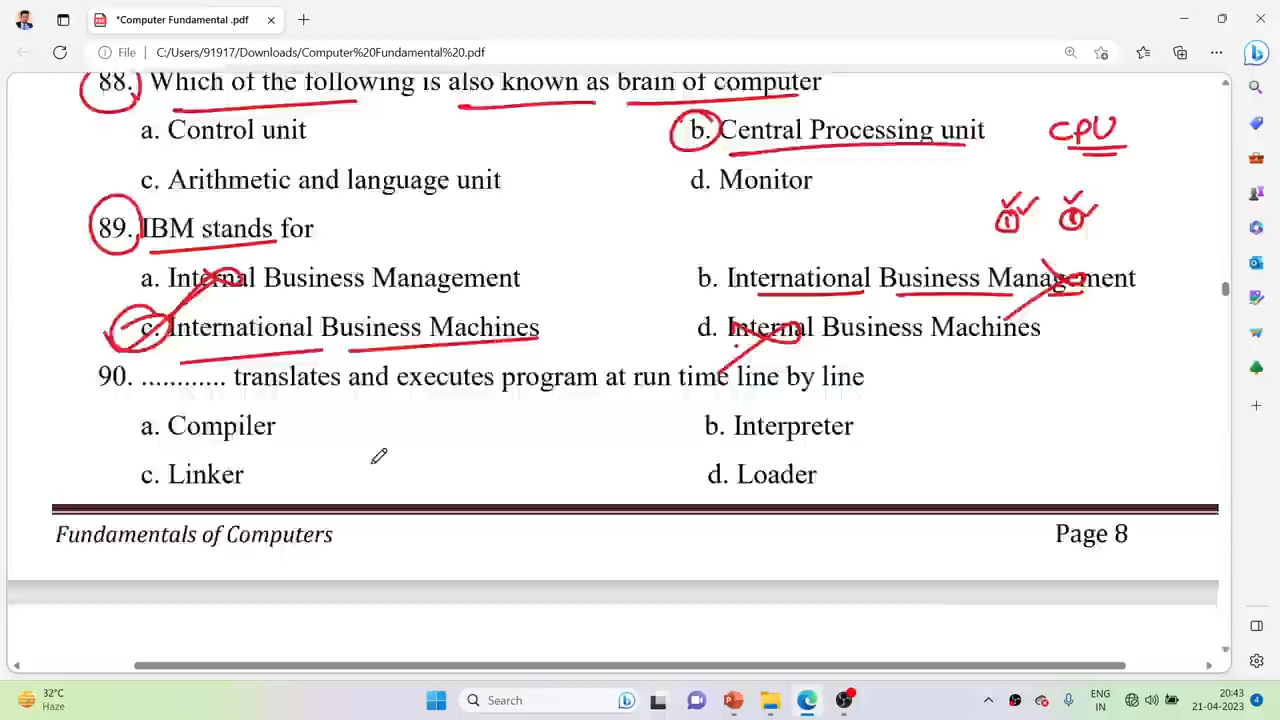 *Computer Fundamental .pdf
File C:/Users/91917/Downloads/Computer%20Fundamental%20.pdf
88. Which of the following is also known as brain of computer
a. Control unit b. Central Processing unit CPU
c. Arithmetic and language unit d. Monitor
89. IBM stands for
a. Internal Business Management b. International Business Management
c. International Business Machines d. Internal Business Machines
90. ............ translates and executes program at run time line by line
a. Compiler b. Interpreter
c. Linker d. Loader
Fundamentals of Computers Page 8
32°C
Haze
Search
ENG
IN
20:43
21-04-2023
4